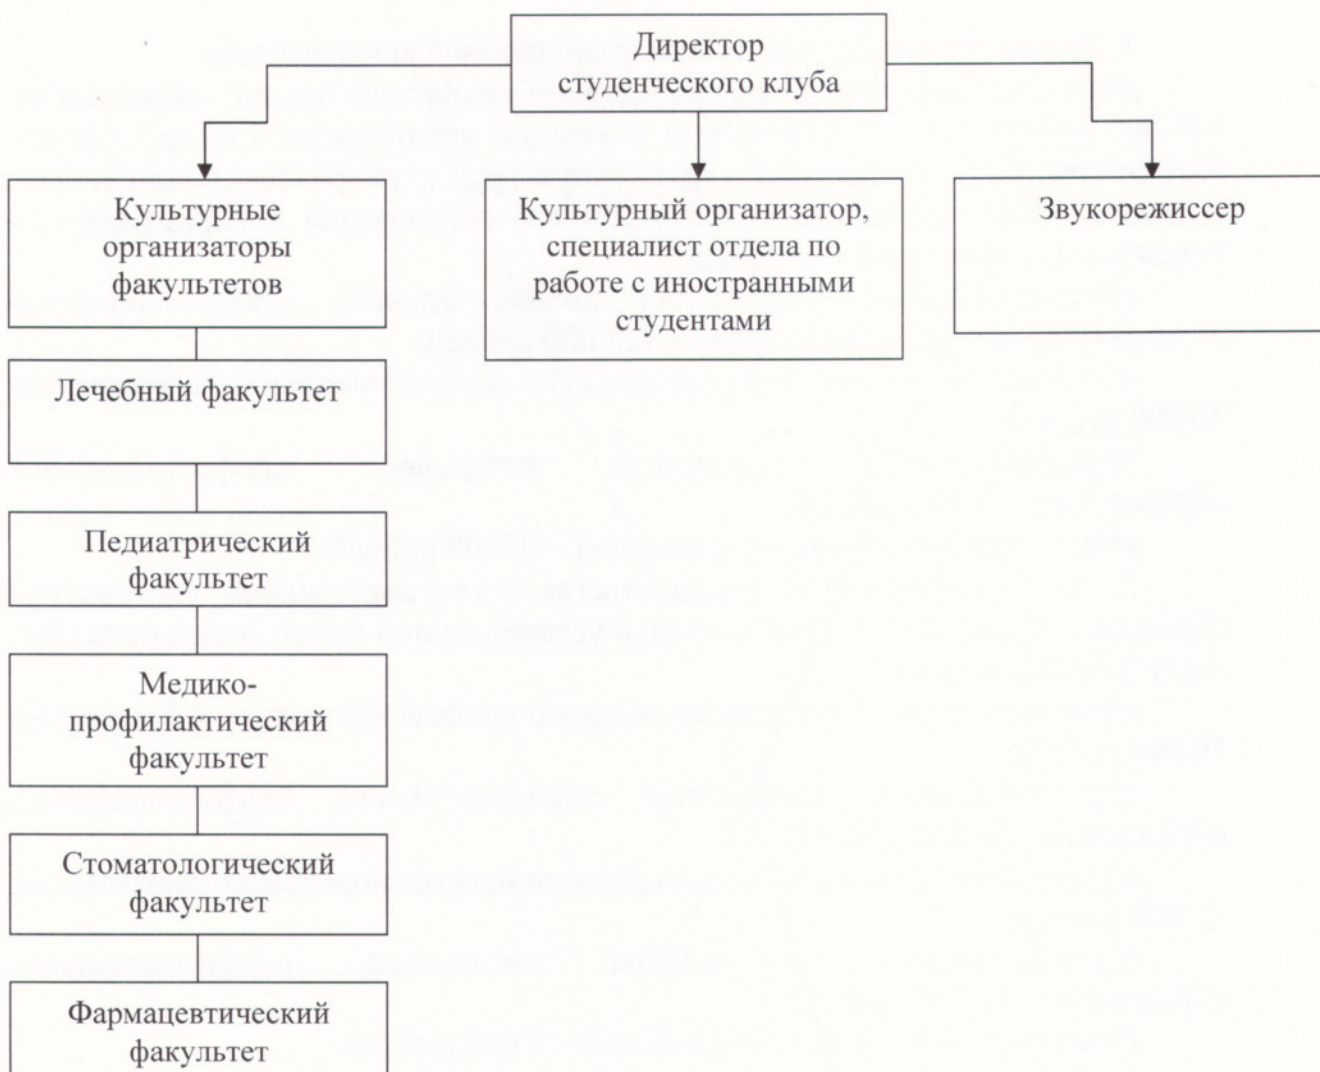 Директор
студенческого клуба
Культурные
организаторы
факультетов
Культурный организатор,
специалист отдела по
работе с иностранными
студентами
Звукорежиссер
Лечебный факультет
Педиатрический
факультет
Медико-
профилактический
факультет
Стоматологический
факультет
Фармацевтический
факультет